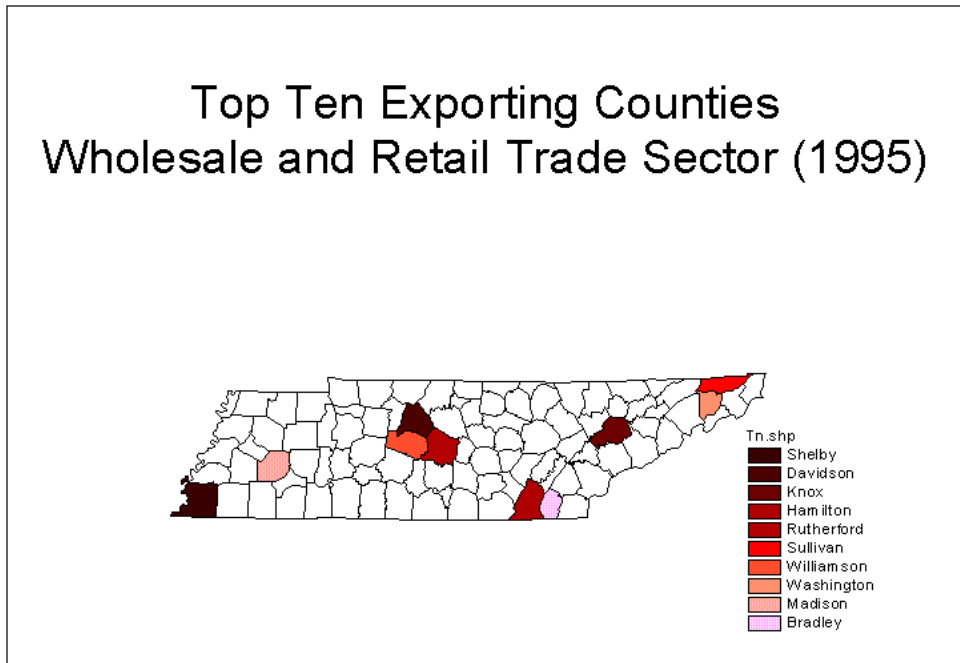 Top Ten Exporting Counties
Wholesale and Retail Trade Sector (1995)
Tn.shp
Shelby
Davidson
Knox
Hamilton
Rutherford
Sullivan
Williamson
Washington
Madison
Bradley